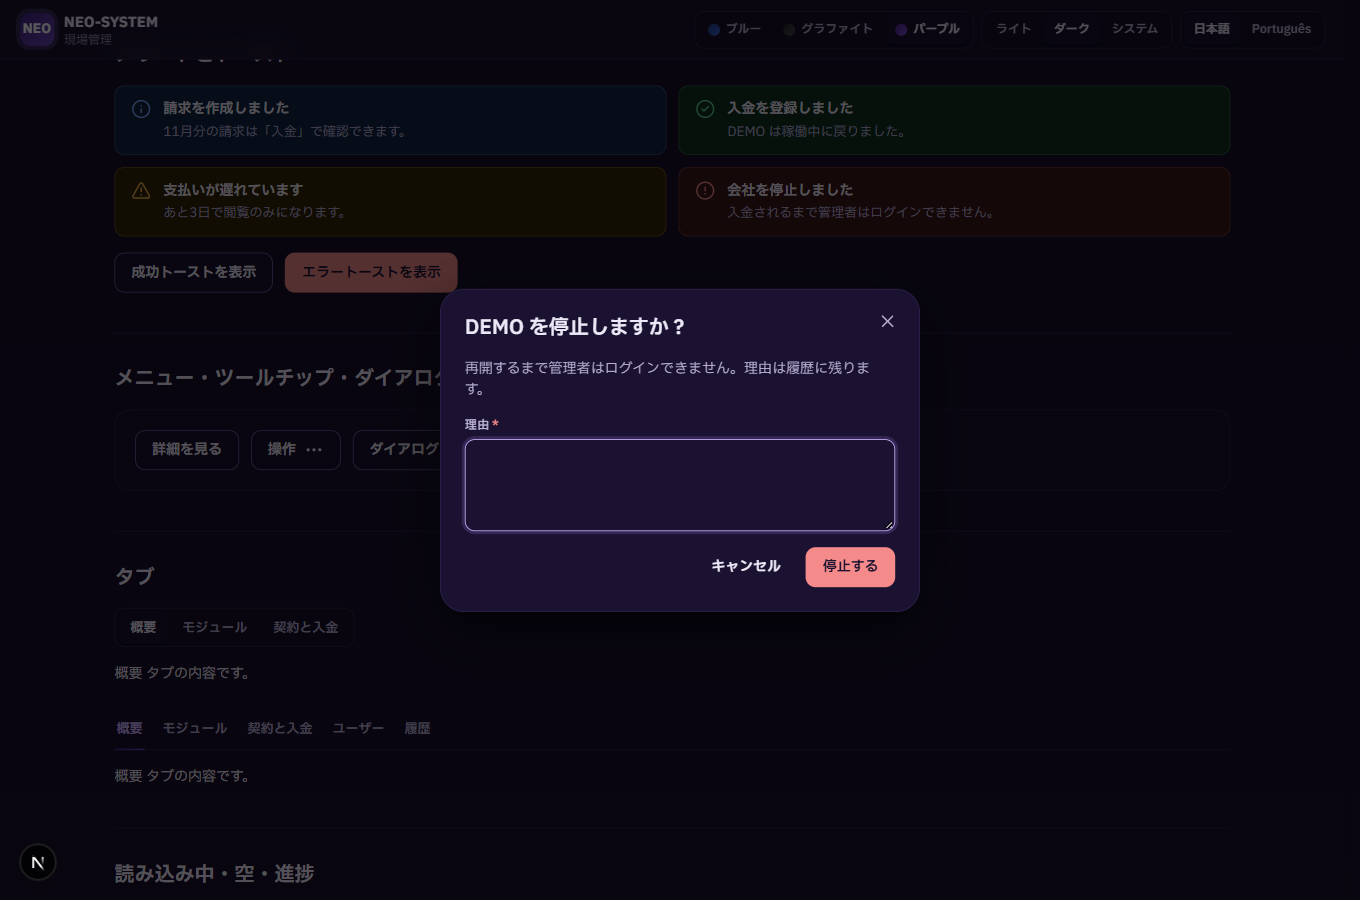 NEO
NEO-SYSTEM
現場管理
ブルー
グラファイト
パープル
ライト
ダーク
システム
日本語
Português
請求を作成しました
11月分の請求は「入金」で確認できます。
入金を登録しました
DEMO は稼働中に戻りました。
支払いが遅れています
あと3日で閲覧のみになります。
会社を停止しました
入金されるまで管理者はログインできません。
成功トーストを表示
エラートーストを表示
DEMO を停止しますか？
再開するまで管理者はログインできません。理由は履歴に残りま
す。
理由 *
キャンセル
停止する
メニュー・ツールチップ・ダイアログ
詳細を見る
操作 ···
ダイアログ
タブ
概要
モジュール
契約と入金
概要 タブの内容です。
概要
モジュール
契約と入金
ユーザー
履歴
概要 タブの内容です。
N
読み込み中・空・進捗